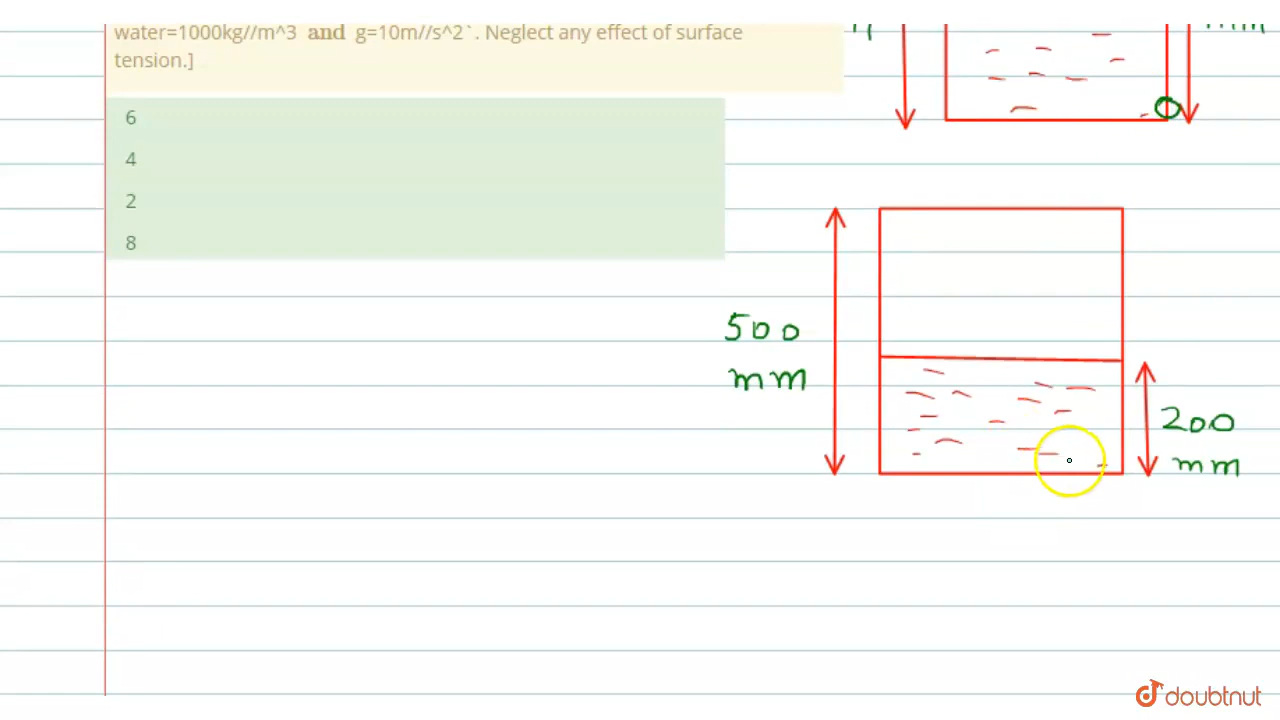 water=1000kg//m^3 and g=10m//s^2`. Neglect any effect of surface
tension.]
6
4
2
8
500
mm
200
mm
doubtnut